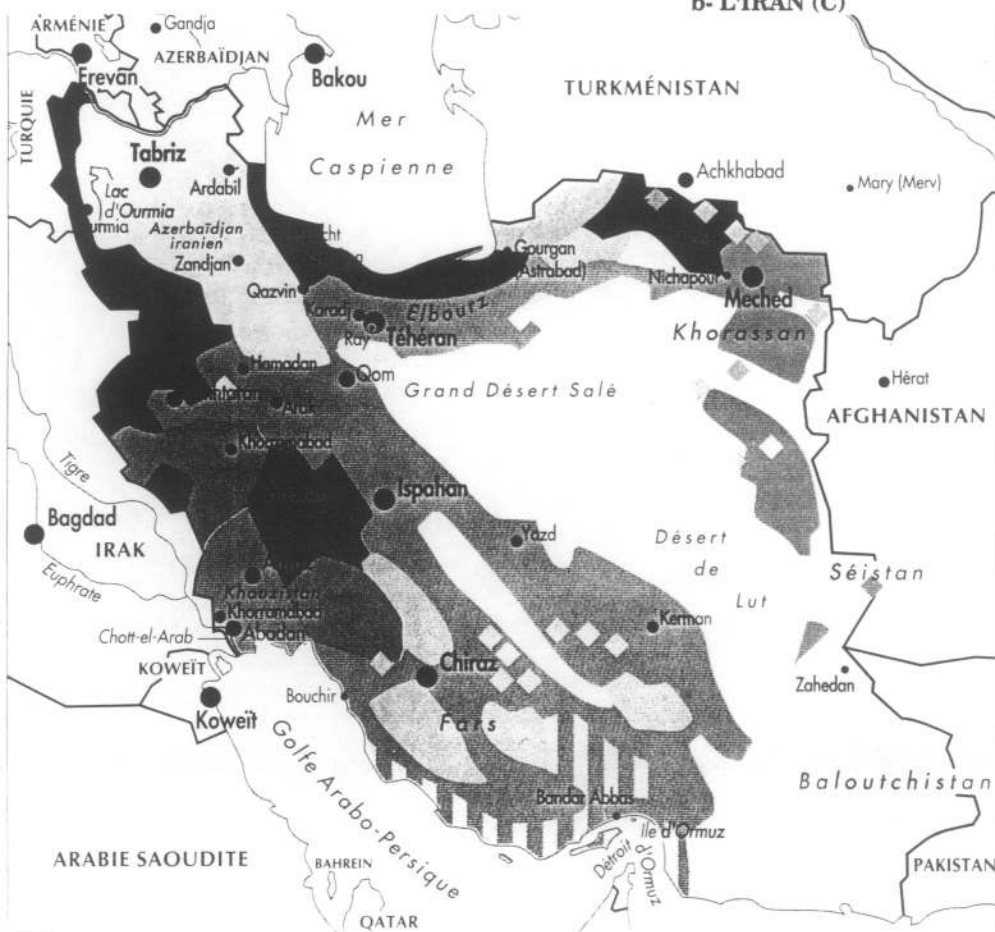 b- L'IRAN (C)
ARMÉNIE
Gandja
AZERBAÏDJAN
Erevan
Bakou
TURKMÉNISTAN
TURQUIE
Mer
Caspienne
Tabriz
Ardabil
Achkhabad
Mary (Merv)
Lac
d'Ourmia
Azerbaïdjan
iranien
Zandjan
Gourgan
(Astrabad)
Nichapour
Meched
Qazvin
Karadj
Elbourz
Ray
Téhéran
Khorassan
Hamadan
Qom
Grand Désert Salé
Hérat
Arak
AFGHANISTAN
Khorramabad
Tigre
Ispahan
Bagdad
IRAK
Yazd
Désert
de
Lut
Séistan
Euphrate
Khouzistan
Khorramabad
Abadan
Kerman
Chott-el-Arab
KOWEÏT
Chiraz
Zahedan
Koweït
Bouchir
Fars
Golfe Arabo-Persique
Baloutchistan
Bandar Abbas
Ile d'Ormuz
Détroit
d'Ormuz
ARABIE SAOUDITE
BAHREIN
PAKISTAN
QATAR